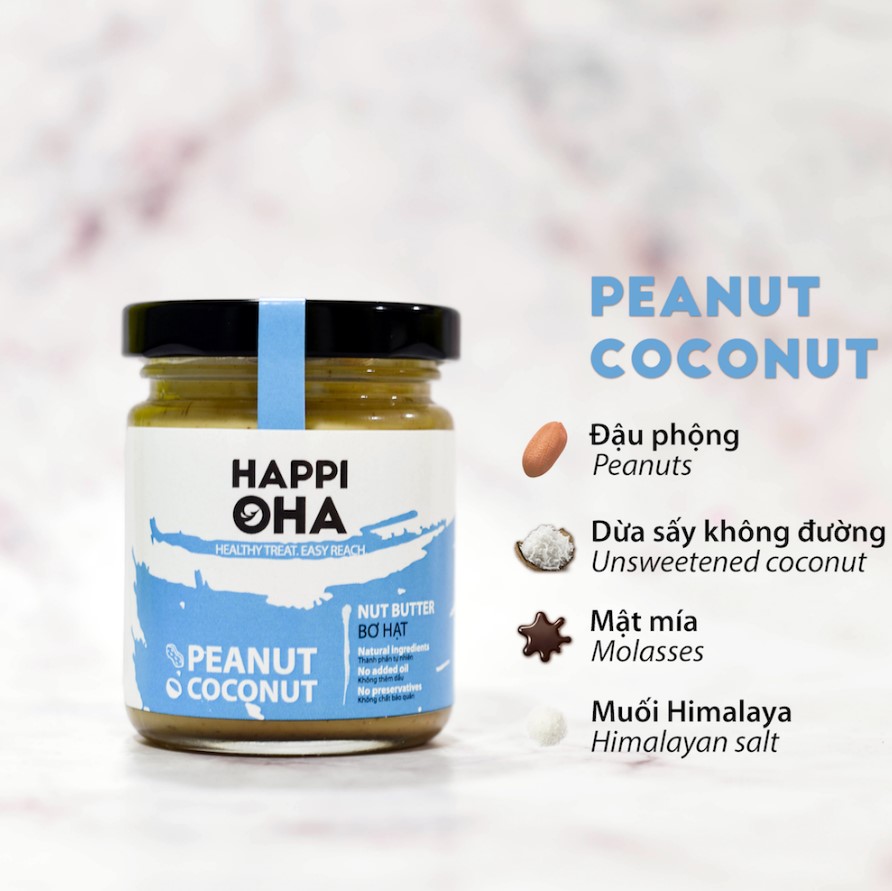 HAPPI
OHA
HEALTHY TREAT. EASY REACH
NUT BUTTER
BƠ HẠT
Natural ingredients
Thành phần tự nhiên
No added oil
Không thêm dầu
No preservatives
Không chất bảo quản
PEANUT
COCONUT
PEANUT
COCONUT
Đậu phộng
Peanuts
Dừa sấy không đường
Unsweetened coconut
Mật mía
Molasses
Muối Himalaya
Himalayan salt